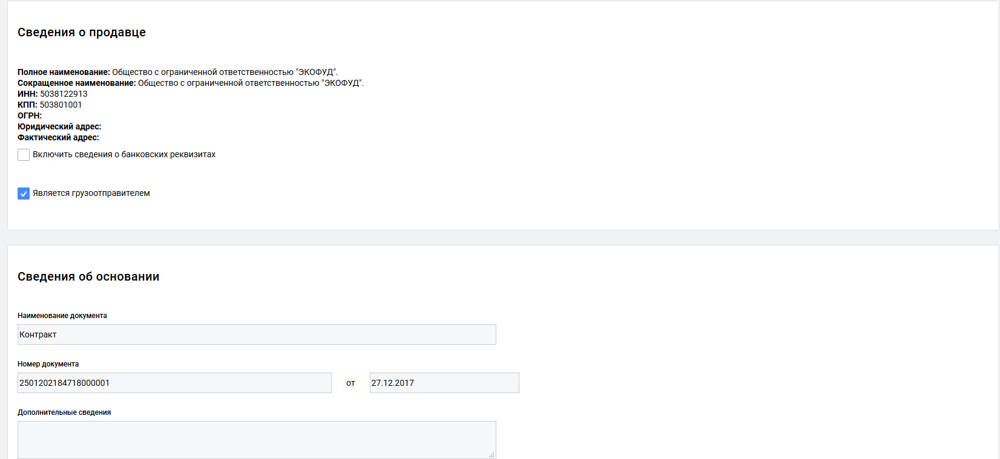 Сведения о продавце
Полное наименование: Общество с ограниченной ответственностью "ЭКОФУД".
Сокращенное наименование: Общество с ограниченной ответственностью "ЭКОФУД".
ИНН: 5038122913
КПП: 503801001
ОГРН:
Юридический адрес:
Фактический адрес:
Включить сведения о банковских реквизитах
Является грузоотправителем
Сведения об основании
Наименование документа
Контракт
Номер документа
2501202184718000001 от 27.12.2017
Дополнительные сведения